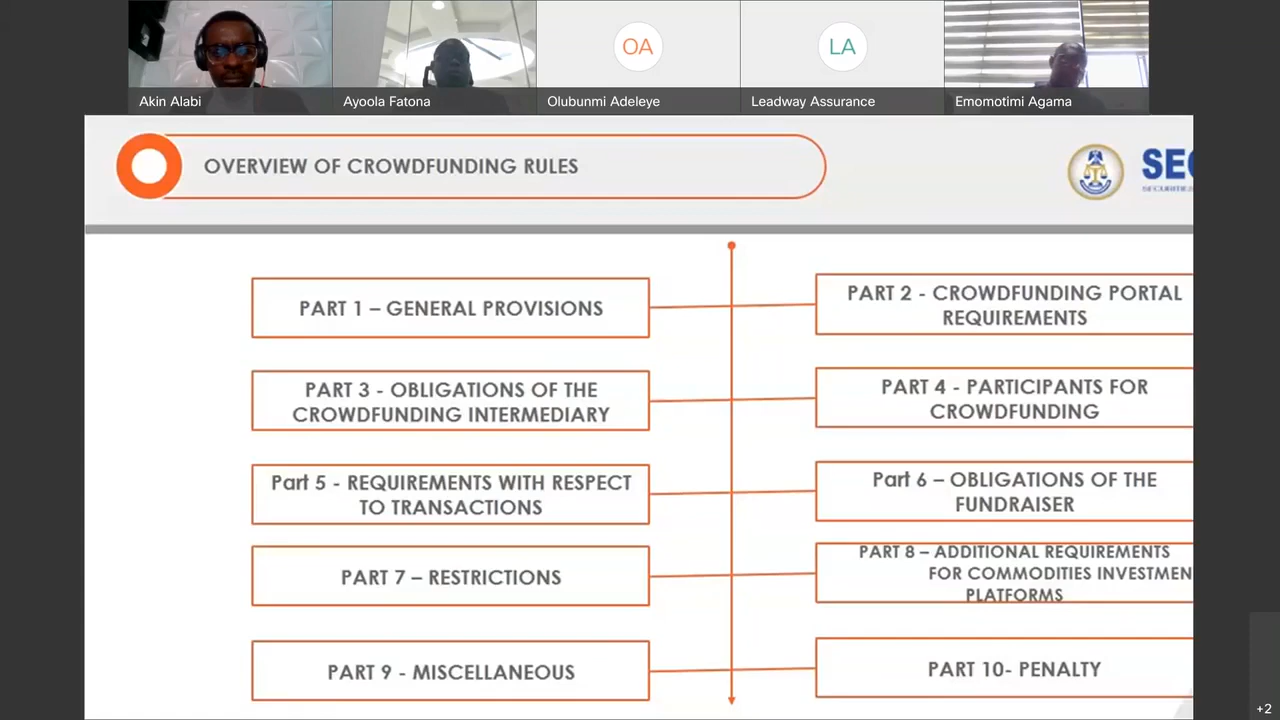 OA
LA
Akin Alabi
Ayoola Fatona
Olubunmi Adeleye
Leadway Assurance
Emomotimi Agama
OVERVIEW OF CROWDFUNDING RULES
SEC
SECURITIES
PART 1 – GENERAL PROVISIONS
PART 2 - CROWDFUNDING PORTAL
REQUIREMENTS
PART 3 - OBLIGATIONS OF THE
CROWDFUNDING INTERMEDIARY
PART 4 - PARTICIPANTS FOR
CROWDFUNDING
Part 5 - REQUIREMENTS WITH RESPECT
TO TRANSACTIONS
Part 6 – OBLIGATIONS OF THE
FUNDRAISER
PART 7 – RESTRICTIONS
PART 8 – ADDITIONAL REQUIREMENTS
FOR COMMODITIES INVESTMEN
PLATFORMS
PART 9 - MISCELLANEOUS
PART 10- PENALTY
+2